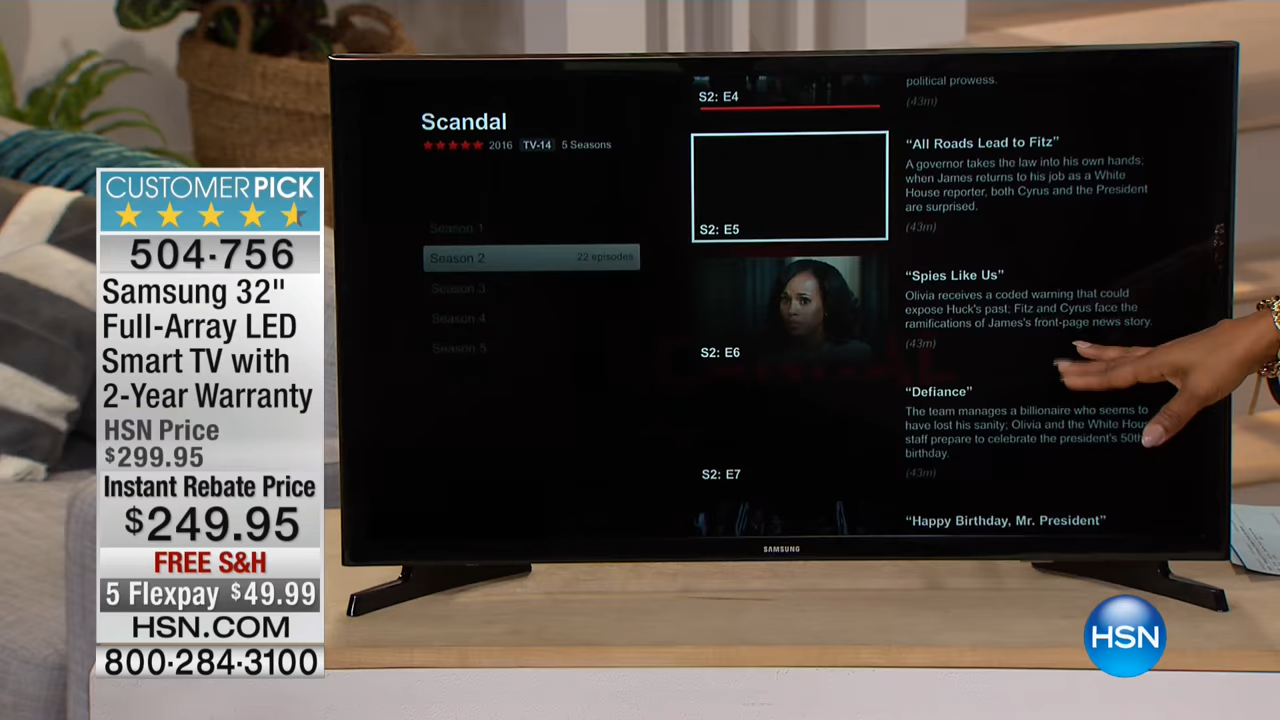 CUSTOMER PICK
504•756
Samsung 32"
Full-Array LED
Smart TV with
2-Year Warranty
HSN Price
$299.95
Instant Rebate Price
$249.95
FREE S&H
5 Flexpay $49.99
HSN.COM
800•284•3100
Scandal
2016 TV-14 5 Seasons
Season 1
Season 2 22 episodes
Season 3
Season 4
Season 5
S2: E4
political prowess.
(43m)
S2: E5
“All Roads Lead to Fitz”
A governor takes the law into his own hands;
when James returns to his job as a White
House reporter, both Cyrus and the President
are surprised.
(43m)
S2: E6
“Spies Like Us”
Olivia receives a coded warning that could
expose Huck's past; Fitz and Cyrus face the
ramifications of James's front-page news story.
(43m)
S2: E7
“Defiance”
The team manages a billionaire who seems to
have lost his sanity; Olivia and the White Hou
staff prepare to celebrate the president's 50th
birthday.
(43m)
“Happy Birthday, Mr. President”
SAMSUNG
HSN